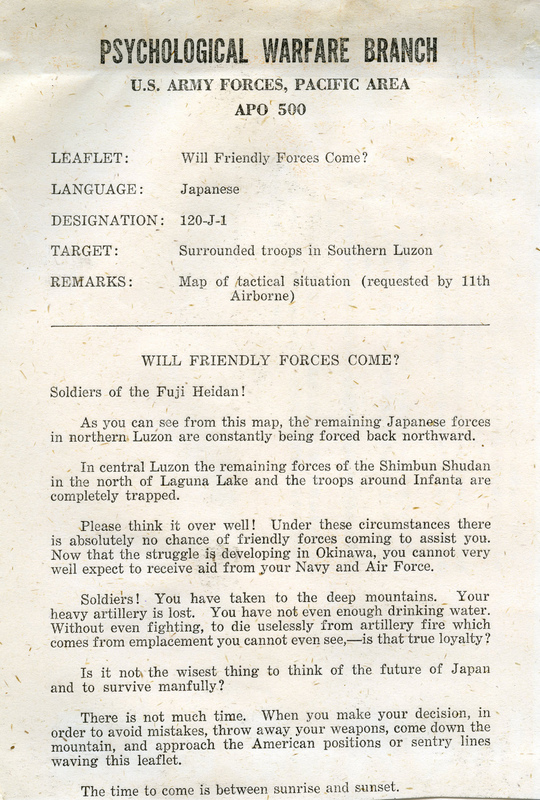 PSYCHOLOGICAL WARFARE BRANCH
U.S. ARMY FORCES, PACIFIC AREA
APO 500
LEAFLET: Will Friendly Forces Come?
LANGUAGE: Japanese
DESIGNATION: 120-J-1
TARGET: Surrounded troops in Southern Luzon
REMARKS: Map of tactical situation (requested by 11th
Airborne)
WILL FRIENDLY FORCES COME?
Soldiers of the Fuji Heidan!
As you can see from this map, the remaining Japanese forces
in northern Luzon are constantly being forced back northward.
In central Luzon the remaining forces of the Shimbun Shudan
in the north of Laguna Lake and the troops around Infanta are
completely trapped.
Please think it over well! Under these circumstances there
is absolutely no chance of friendly forces coming to assist you.
Now that the struggle is developing in Okinawa, you cannot very
well expect to receive aid from your Navy and Air Force.
Soldiers! You have taken to the deep mountains. Your
heavy artillery is lost. You have not even enough drinking water.
Without even fighting, to die uselessly from artillery fire which
comes from emplacement you cannot even see,—is that true loyalty?
Is it not the wisest thing to think of the future of Japan
and to survive manfully?
There is not much time. When you make your decision, in
order to avoid mistakes, throw away your weapons, come down the
mountain, and approach the American positions or sentry lines
waving this leaflet.
The time to come is between sunrise and sunset.